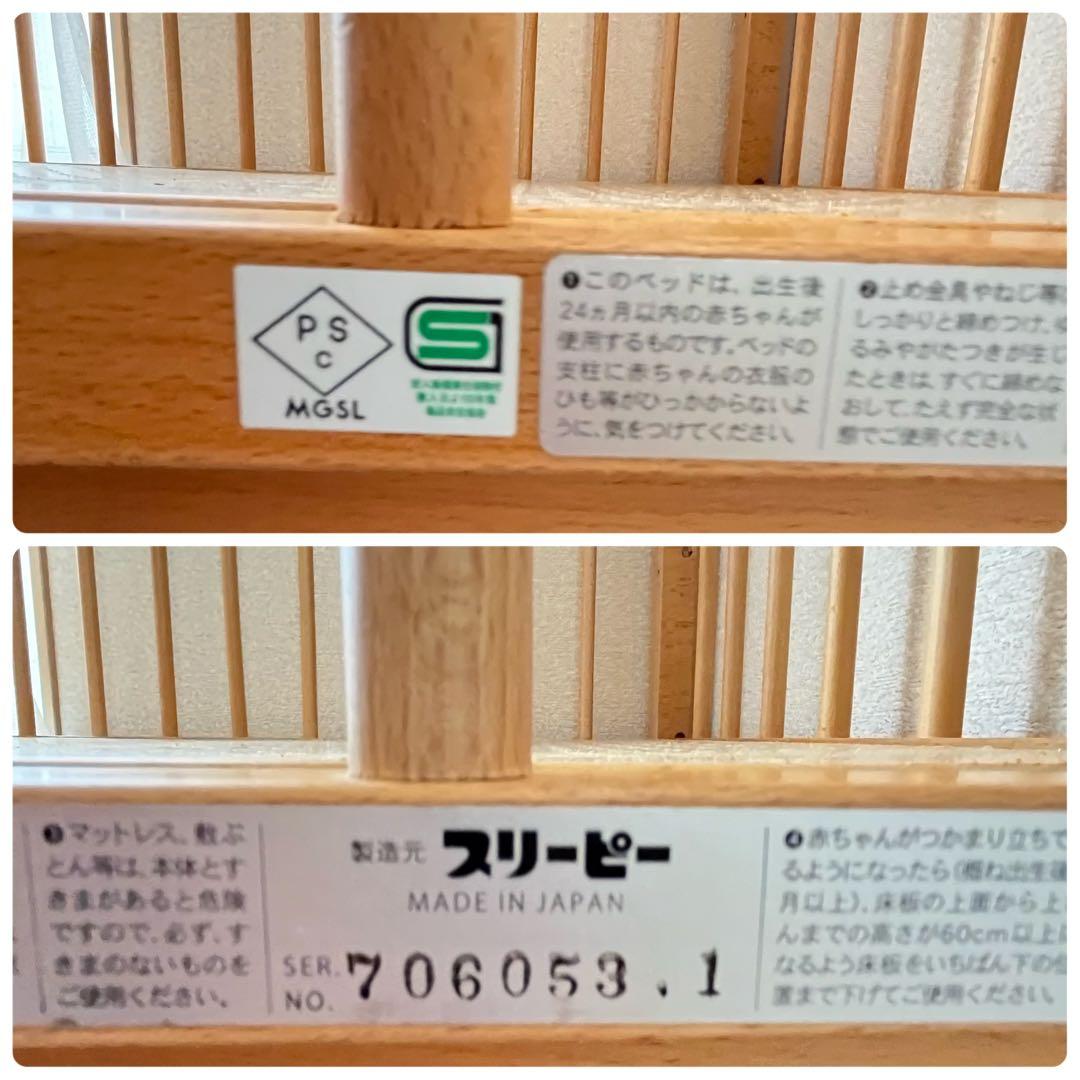 P S
C
MGSL
S
❶このベッドは、出生後
24ヵ月以内の赤ちゃんが
使用するものです。ベッドの
支柱に赤ちゃんの衣服の
ひも等がひっかからないよ
うに、気をつけてください。
❷止め金具やねじ等は
しっかりと締めつけ、ゆ
るみやがたつきが生じ
たときは、すぐに締めな
おして、たえず完全な状
態でご使用ください。
❸マットレス、敷ぶ
とん等は、本体とす
きまがあると危険
ですので、必ず、す
きまのないものを
ご使用ください。
製造元 スリーピー
MADE IN JAPAN
SER.
NO. 706053.1
❹赤ちゃんがつかまり立ちで
るようになったら(概ね出生後
月以上)、床板の上面から上
んまでの高さが60cm以上に
なるよう床板をいちばん下の位
置まで下げてご使用ください。